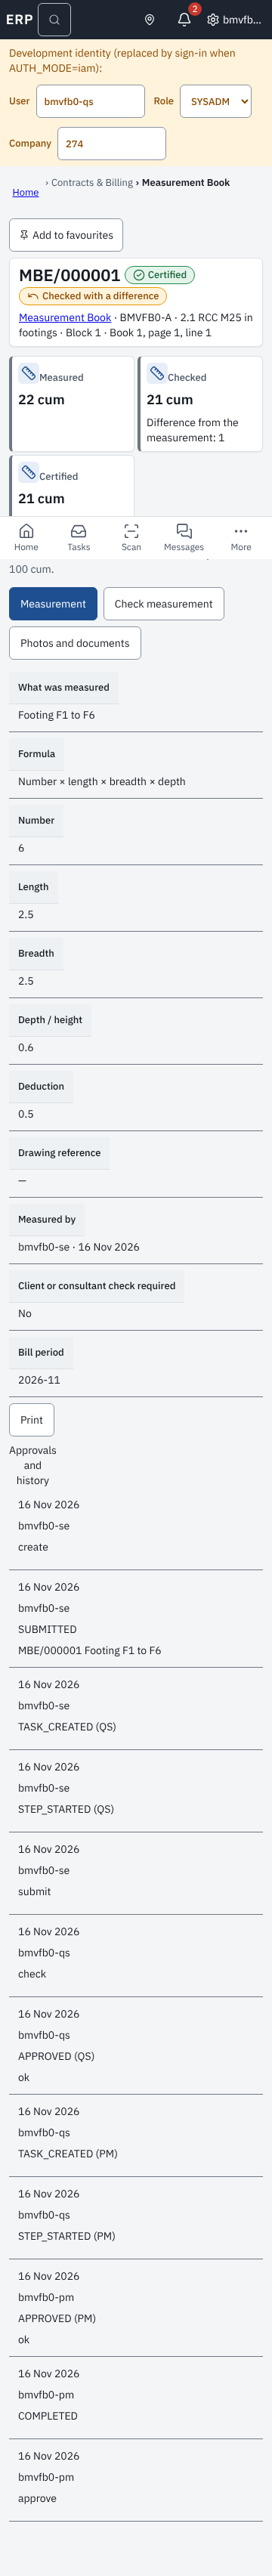 ERP
2
bmvfb...
Development identity (replaced by sign-in when
AUTH_MODE=iam):
User bmvfb0-qs Role SYSADM
Company 274
Home › Contracts & Billing › Measurement Book
Add to favourites
MBE/000001 Certified
Checked with a difference
Measurement Book · BMVFB0-A · 2.1 RCC M25 in
footings · Block 1 · Book 1, page 1, line 1
Measured
22 cum
Checked
21 cum
Difference from the
measurement: 1
Certified
21 cum
Home Tasks Scan Messages More
100 cum.
Measurement Check measurement
Photos and documents
What was measured
Footing F1 to F6
Formula
Number × length × breadth × depth
Number
6
Length
2.5
Breadth
2.5
Depth / height
0.6
Deduction
0.5
Drawing reference
—
Measured by
bmvfb0-se · 16 Nov 2026
Client or consultant check required
No
Bill period
2026-11
Print
Approvals
and
history
16 Nov 2026
bmvfb0-se
create
16 Nov 2026
bmvfb0-se
SUBMITTED
MBE/000001 Footing F1 to F6
16 Nov 2026
bmvfb0-se
TASK_CREATED (QS)
16 Nov 2026
bmvfb0-se
STEP_STARTED (QS)
16 Nov 2026
bmvfb0-se
submit
16 Nov 2026
bmvfb0-qs
check
16 Nov 2026
bmvfb0-qs
APPROVED (QS)
ok
16 Nov 2026
bmvfb0-qs
TASK_CREATED (PM)
16 Nov 2026
bmvfb0-qs
STEP_STARTED (PM)
16 Nov 2026
bmvfb0-pm
APPROVED (PM)
ok
16 Nov 2026
bmvfb0-pm
COMPLETED
16 Nov 2026
bmvfb0-pm
approve